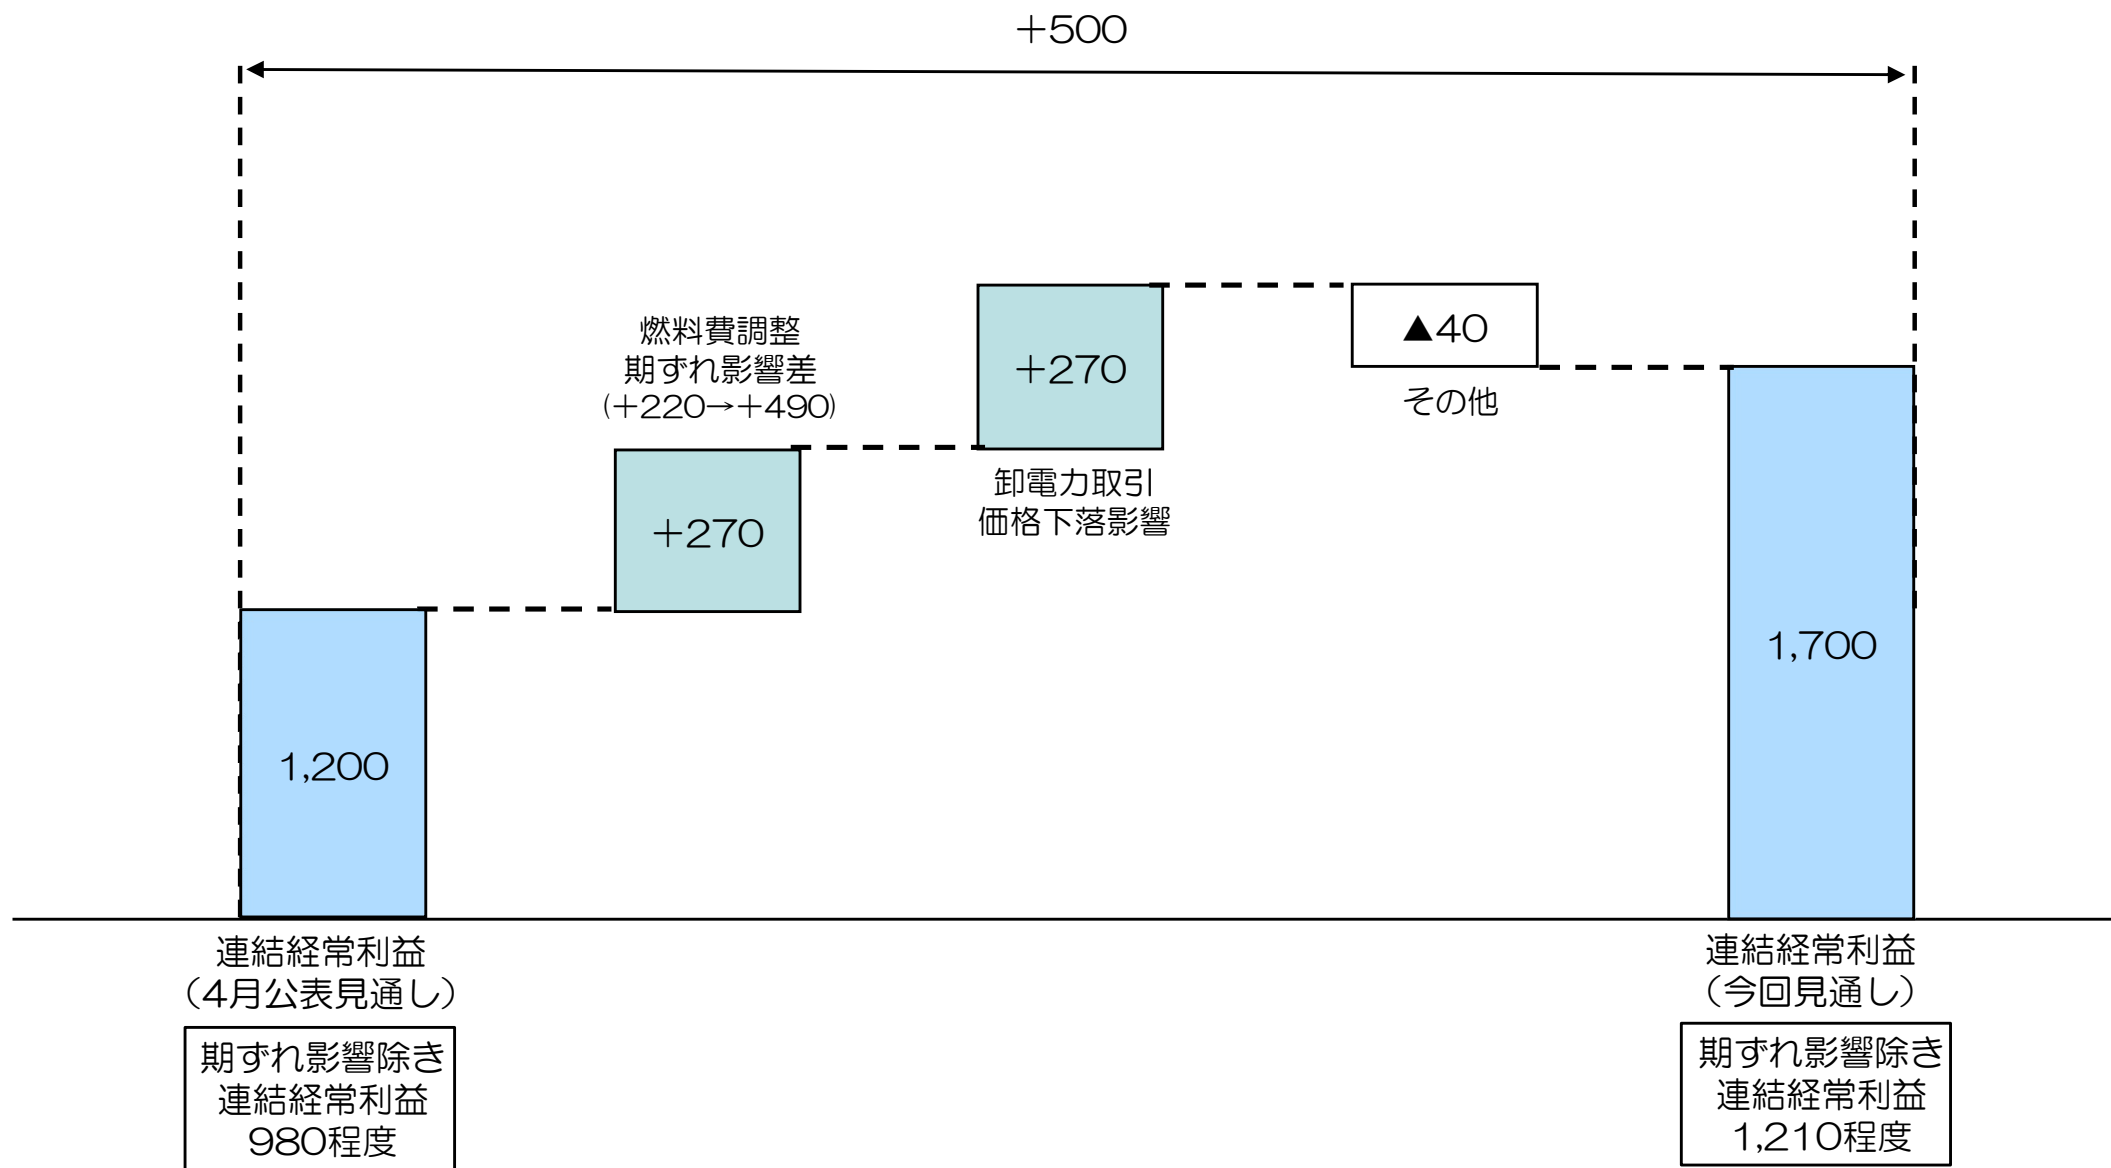 ＋500
燃料費調整
期ずれ影響差
(＋220→＋490)
＋270
＋270
卸電力取引
価格下落影響
▲40
その他
1,200
1,700
連結経常利益
（4月公表見通し）
期ずれ影響除き
連結経常利益
980程度
連結経常利益
（今回見通し）
期ずれ影響除き
連結経常利益
1,210程度